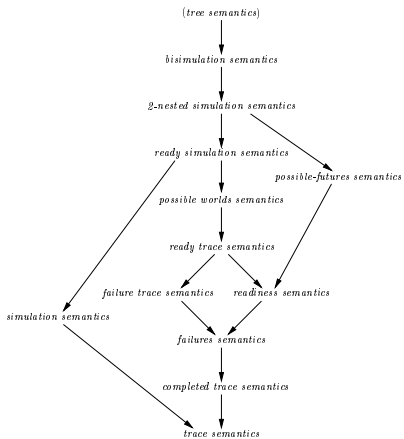 (tree semantics)
bisimulation semantics
2-nested simulation semantics
ready simulation semantics
possible-futures semantics
possible worlds semantics
ready trace semantics
failure trace semantics
readiness semantics
simulation semantics
failures semantics
completed trace semantics
trace semantics